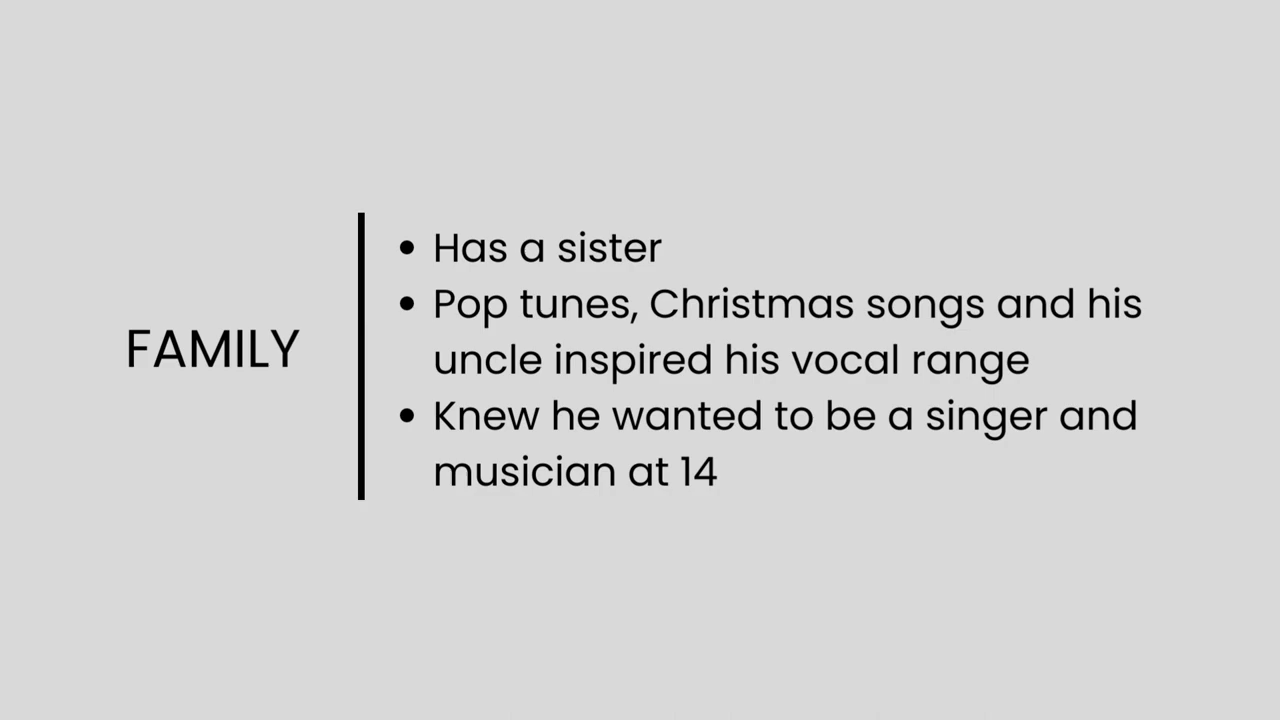 FAMILY
• Has a sister
• Pop tunes, Christmas songs and his
uncle inspired his vocal range
• Knew he wanted to be a singer and
musician at 14